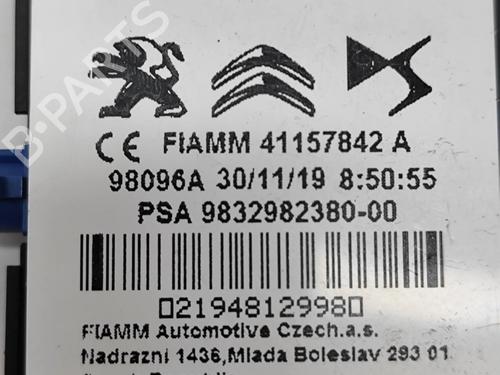 B-PARTS
CE FIAMM 41157842 A
98096A 30/11/19 8:50:55
PSA 9832982380-00
02194812998
FIAMM Automotive Czech.a.s.
Nadrazni 1436,Mlada Boleslav 293 01